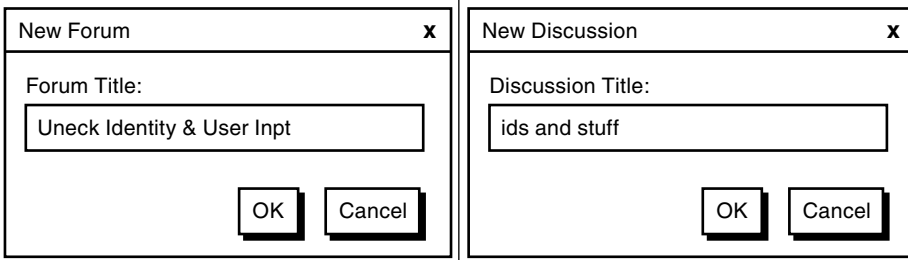 New Forum x
Forum Title:
Uneck Identity & User Inpt
OK Cancel
New Discussion x
Discussion Title:
ids and stuff
OK Cancel